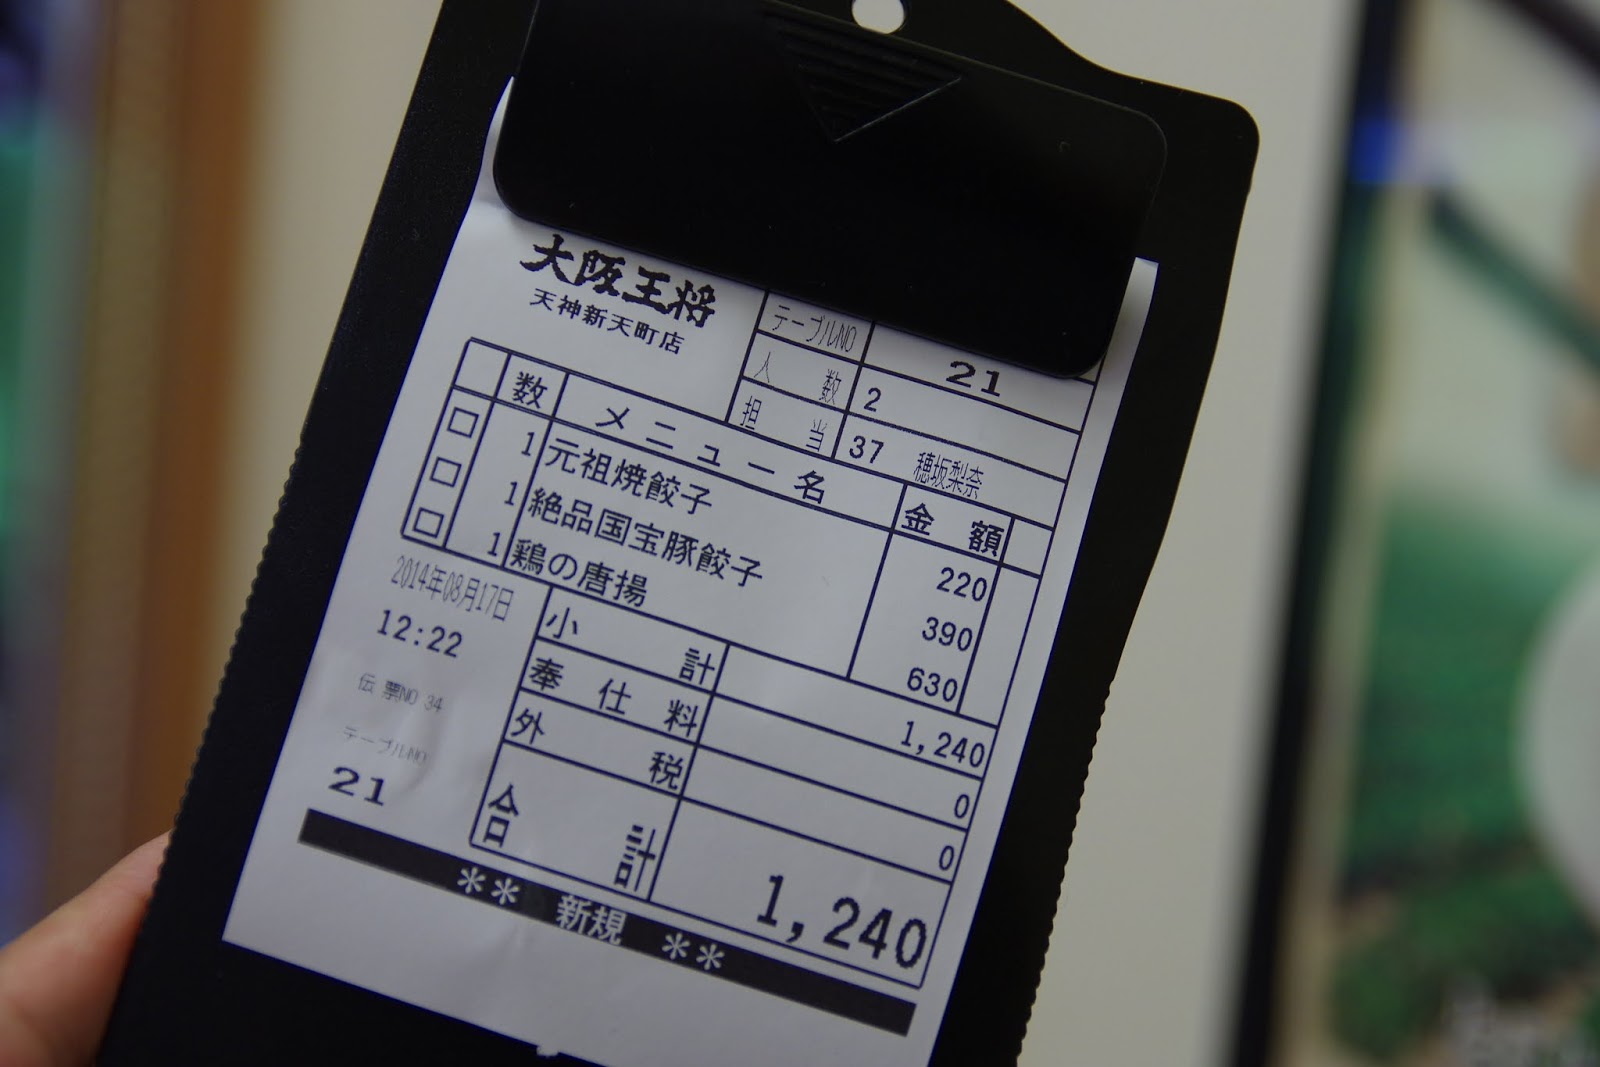 大阪王将
天神新天町店
テーブルNO 21
人数 2
担当 37 穂坂梨奈
数 メニュー名 金額
1 元祖焼餃子 220
1 絶品国宝豚餃子 390
1 鶏の唐揚 630
小計 1,240
奉仕料 0
外税 0
合計 1,240
2014年08月17日
12:22
伝票NO 34
テーブルNO
21
** 新規 **